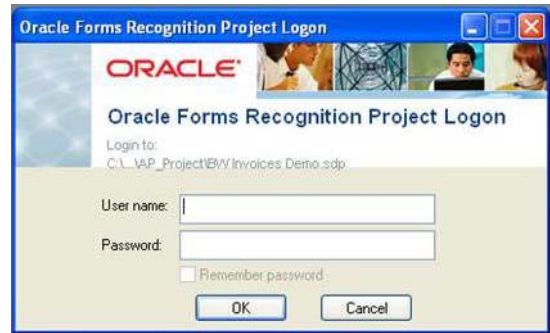 Oracle Forms Recognition Project Logon
ORACLE
Oracle Forms Recognition Project Logon
Login to:
C:\...\AP_Project\BW Invoices Demo.sdp
User name:
Password:
Remember password
OK
Cancel